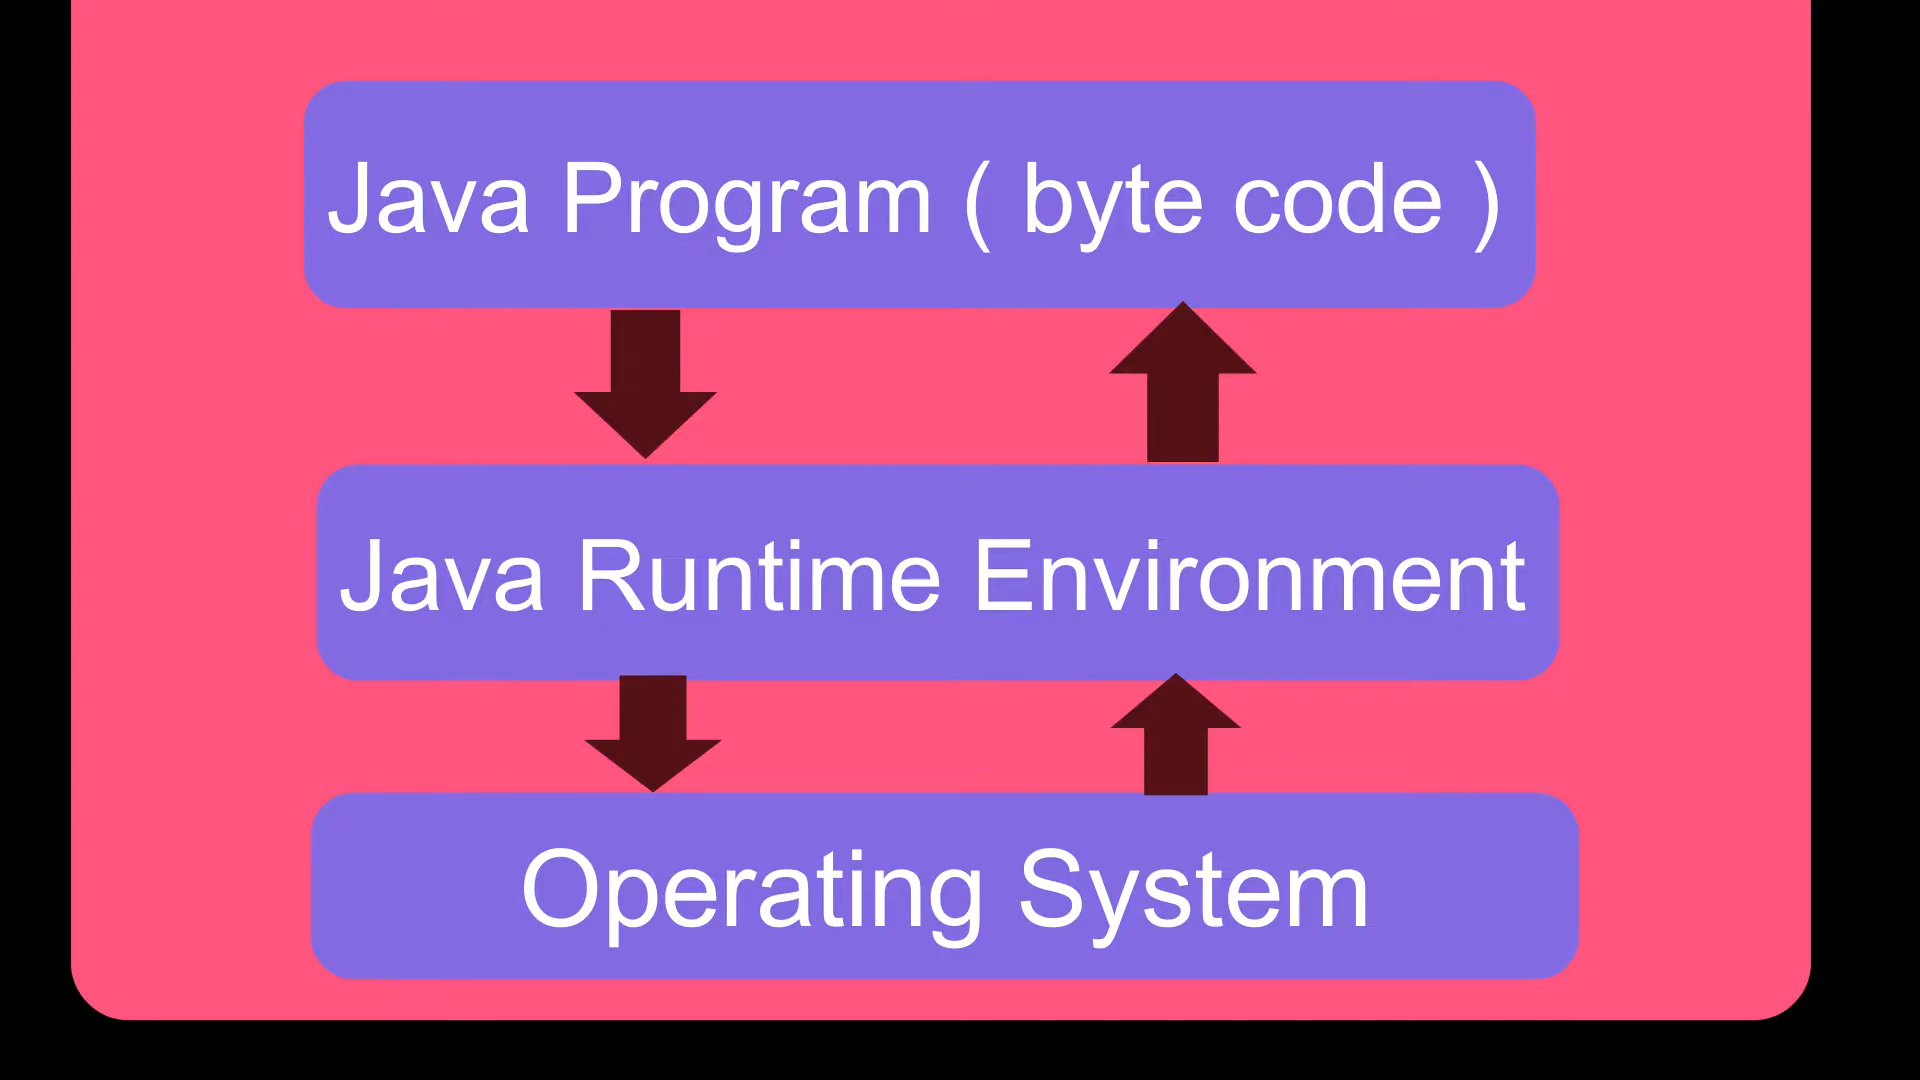 Java Program ( byte code )
Java Runtime Environment
Operating System